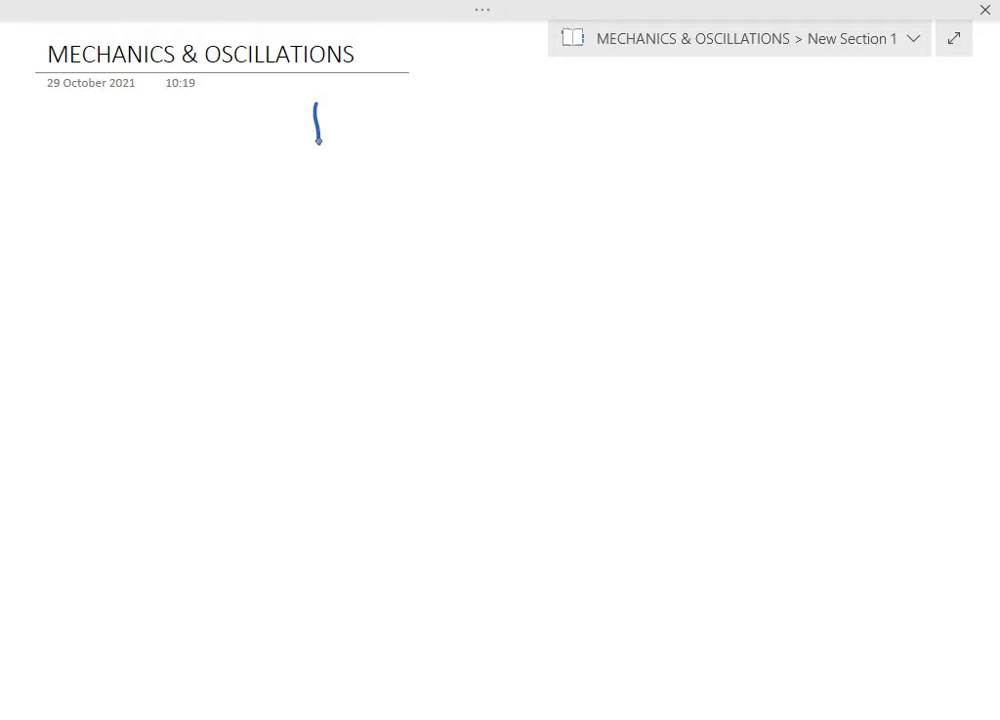 MECHANICS & OSCILLATIONS
29 October 2021 10:19
MECHANICS & OSCILLATIONS > New Section 1